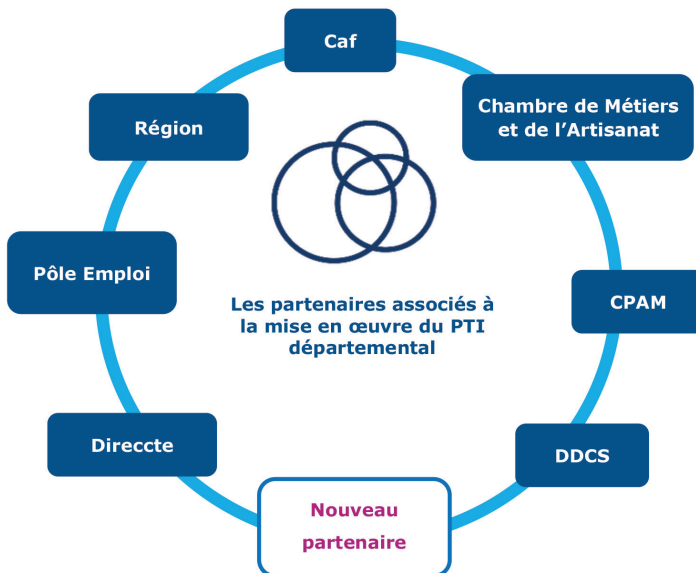 Caf
Chambre de Métiers
et de l'Artisanat
Région
Pôle Emploi
Les partenaires associés à
la mise en œuvre du PTI
départemental
CPAM
Direccte
DDCS
Nouveau
partenaire